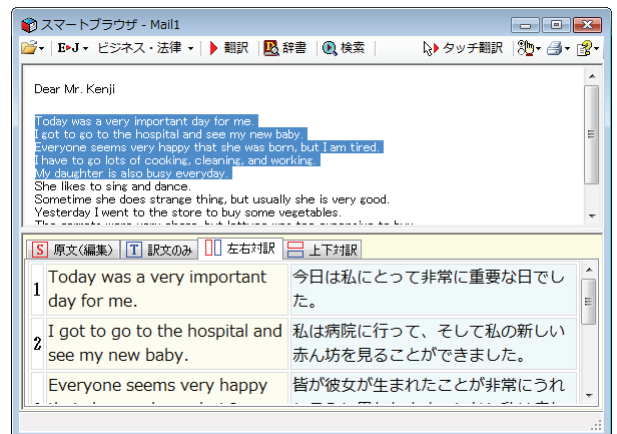 スマートブラウザ - Mail1
E▸J ビジネス・法律 翻訳 辞書 検索 タッチ翻訳
Dear Mr. Kenji
Today was a very important day for me.
I got to go to the hospital and see my new baby.
Everyone seems very happy that she was born, but I am tired.
I have to go lots of cooking, cleaning, and working.
My daughter is also busy everyday.
She likes to sing and dance.
Sometime she does strange thing, but usually she is very good.
Yesterday I went to the store to buy some vegetables.
S 原文(編集) T 訳文のみ 左右対訳 上下対訳
1
Today was a very important
day for me.
今日は私にとって非常に重要な日でし
た。
2
I got to go to the hospital and
see my new baby.
私は病院に行って、そして私の新しい
赤ん坊を見ることができました。
Everyone seems very happy
皆が彼女が生まれたことが非常にうれ